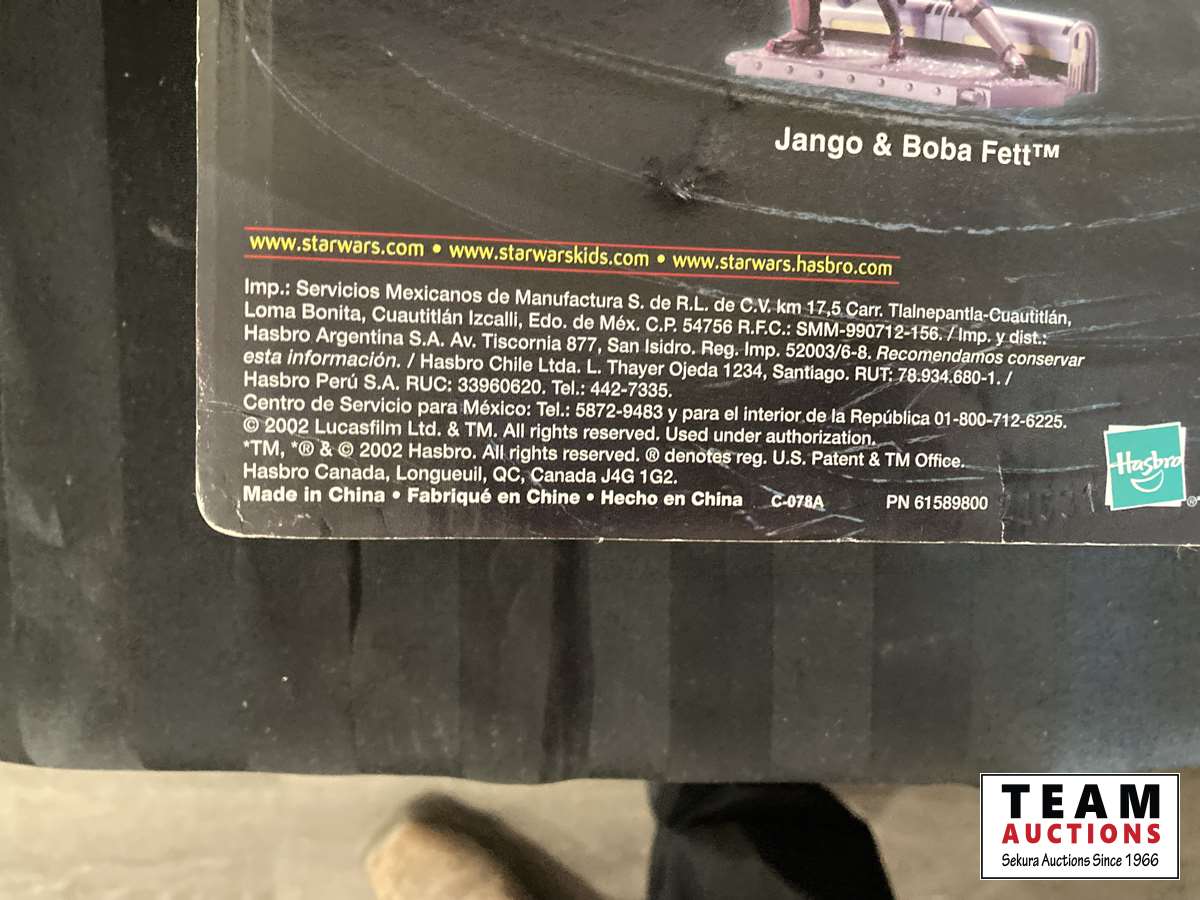 Jango & Boba Fett™
www.starwars.com • www.starwarskids.com • www.starwars.hasbro.com
Imp.: Servicios Mexicanos de Manufactura S. de R.L. de C.V. km 17,5 Carr. Tlalnepantla-Cuautitlán,
Loma Bonita, Cuautitlán Izcalli, Edo. de Méx. C.P. 54756 R.F.C.: SMM-990712-156. / Imp. y dist.:
Hasbro Argentina S.A. Av. Tiscornia 877, San Isidro. Reg. Imp. 52003/6-8. Recomendamos conservar
esta información. / Hasbro Chile Ltda. L. Thayer Ojeda 1234, Santiago. RUT: 78.934.680-1. /
Hasbro Perú S.A. RUC: 33960620. Tel.: 442-7335.
Centro de Servicio para México: Tel.: 5872-9483 y para el interior de la República 01-800-712-6225.
© 2002 Lucasfilm Ltd. & TM. All rights reserved. Used under authorization.
*TM, *® & © 2002 Hasbro. All rights reserved. ® denotes reg. U.S. Patent & TM Office.
Hasbro Canada, Longueuil, QC, Canada J4G 1G2.
Made in China • Fabriqué en Chine • Hecho en China C-078A PN 61589800
Hasbro
®*
TEAM
AUCTIONS
Sekura Auctions Since 1966